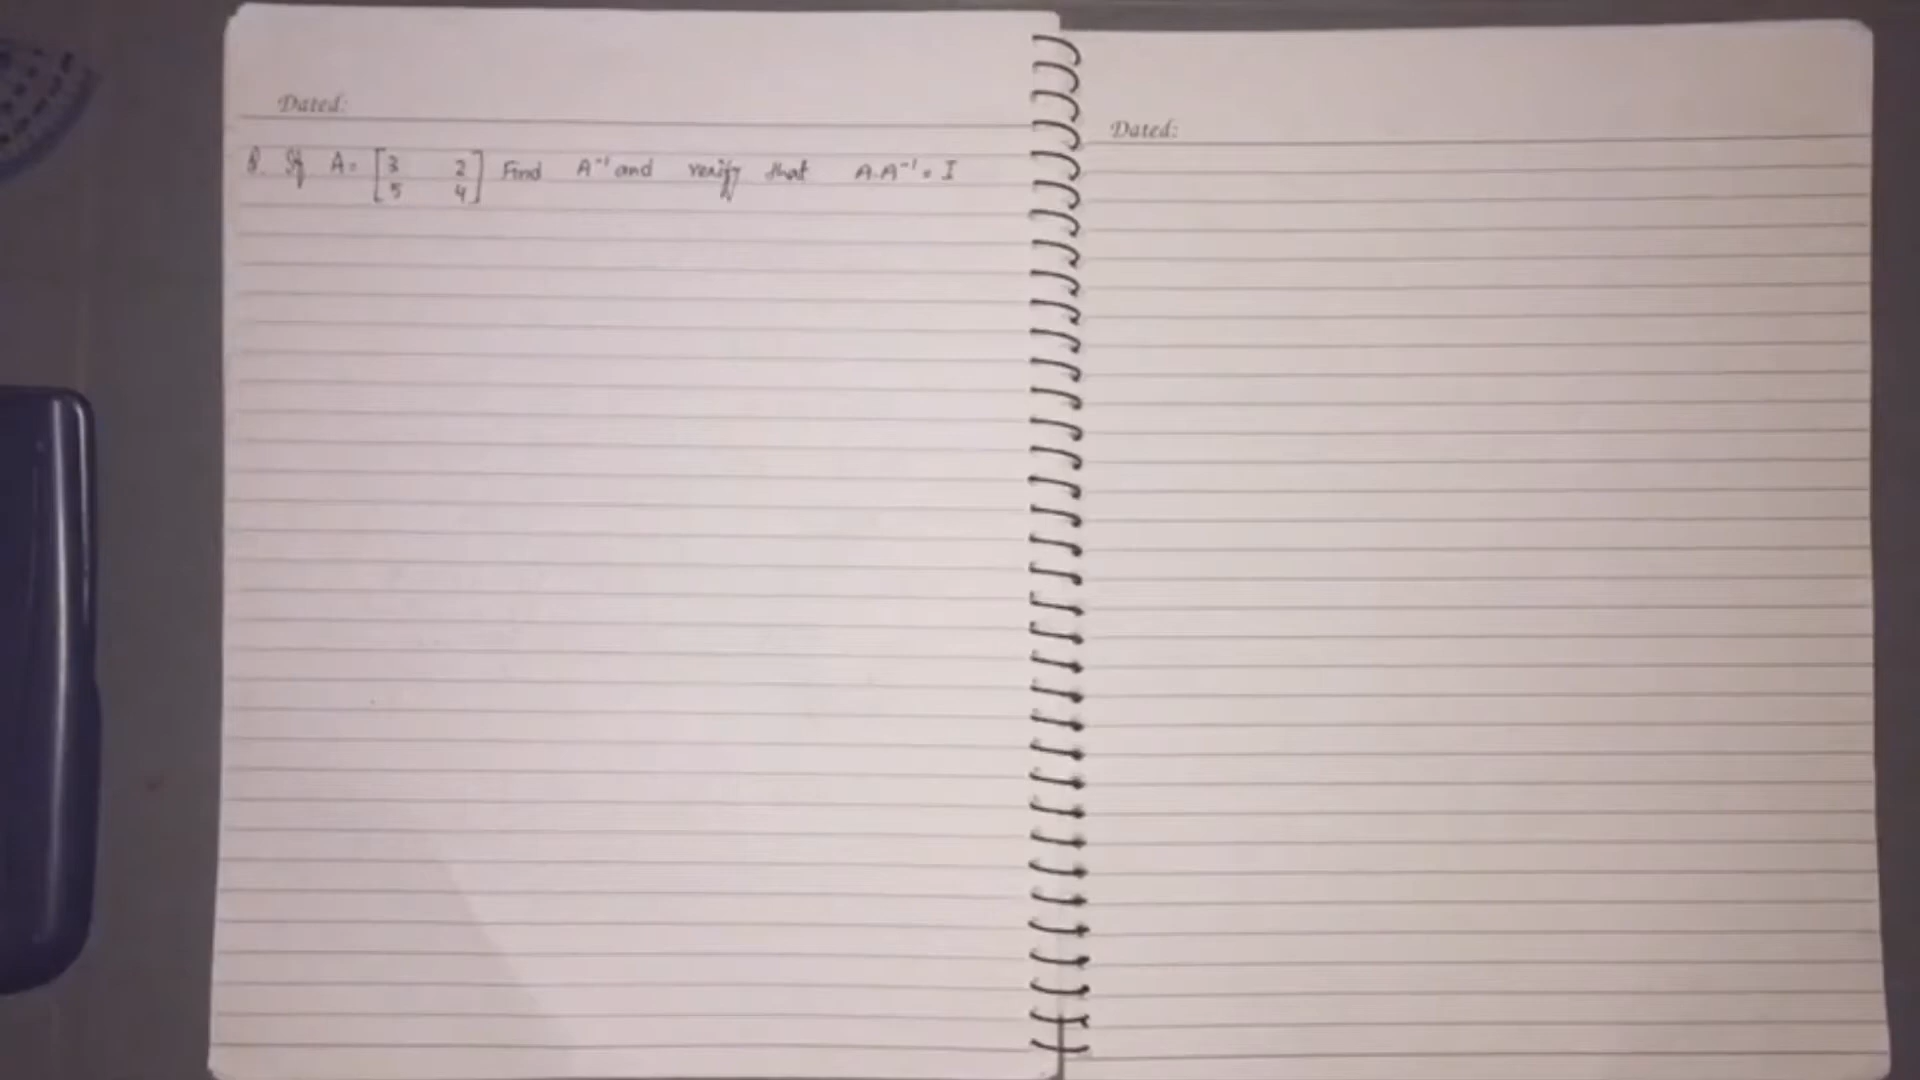 Dated:
Q. If A = [3 2] Find A⁻¹ and verify that A.A⁻¹ = I
[5 4]
Dated: